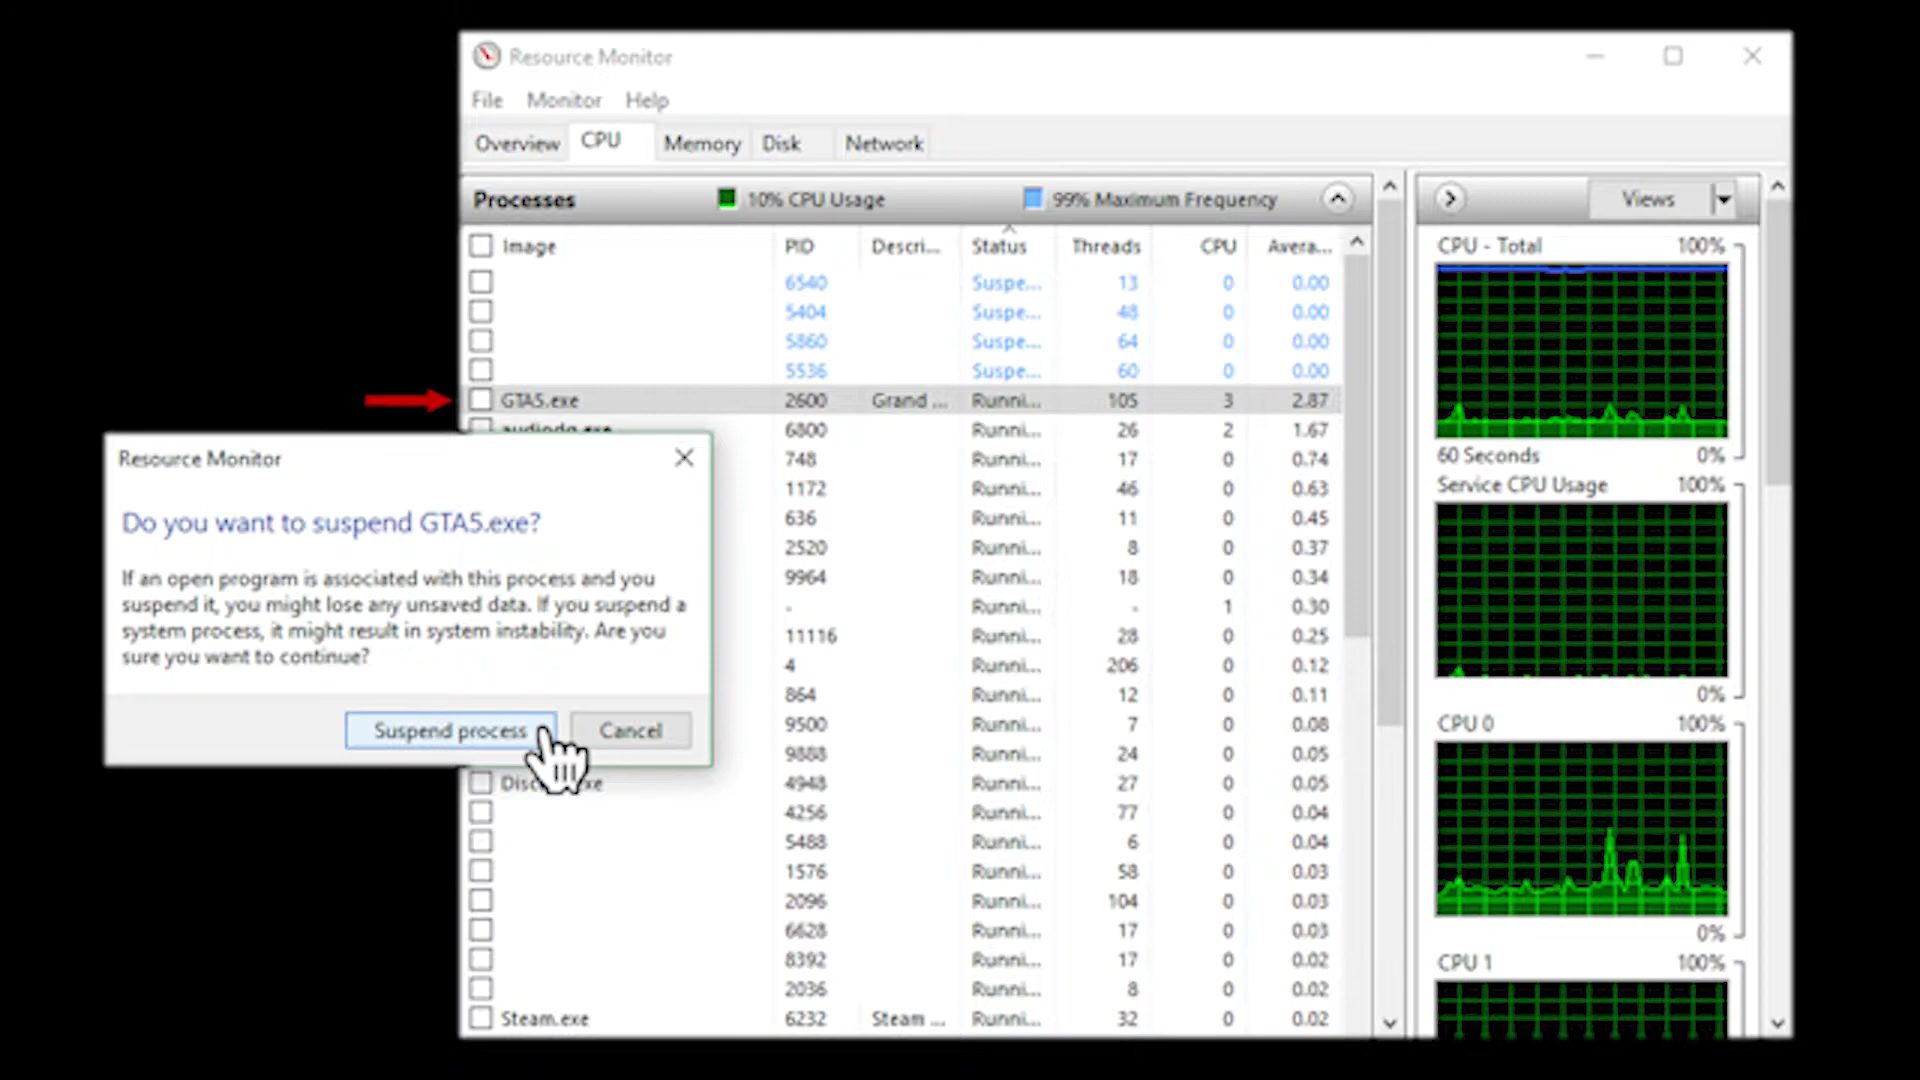 Resource Monitor
File Monitor Help
Overview CPU Memory Disk Network
Processes 10% CPU Usage 99% Maximum Frequency
Image PID Descri... Status Threads CPU Avera...
6540 Suspe... 13 0 0.00
5404 Suspe... 48 0 0.00
5860 Suspe... 64 0 0.00
5536 Suspe... 60 0 0.00
GTA5.exe 2600 Grand ... Runni... 105 3 2.87
audiodg.exe 6800 Runni... 26 2 1.67
748 Runni... 17 0 0.74
1172 Runni... 46 0 0.63
636 Runni... 11 0 0.45
2520 Runni... 8 0 0.37
9964 Runni... 18 0 0.34
- Runni... - 1 0.30
11116 Runni... 28 0 0.25
4 Runni... 206 0 0.12
864 Runni... 12 0 0.11
9500 Runni... 7 0 0.08
9888 Runni... 24 0 0.05
4948 Runni... 27 0 0.05
4256 Runni... 77 0 0.04
5488 Runni... 6 0 0.04
1576 Runni... 58 0 0.03
2096 Runni... 104 0 0.03
6628 Runni... 17 0 0.03
8392 Runni... 17 0 0.02
2036 Runni... 8 0 0.02
Steam.exe 6232 Steam ... Runni... 32 0 0.02
Resource Monitor
Do you want to suspend GTA5.exe?
If an open program is associated with this process and you
suspend it, you might lose any unsaved data. If you suspend a
system process, it might result in system instability. Are you
sure you want to continue?
Suspend process Cancel
Views
CPU - Total 100%
60 Seconds 0%
Service CPU Usage 100%
0%
CPU 0 100%
0%
CPU 1 100%